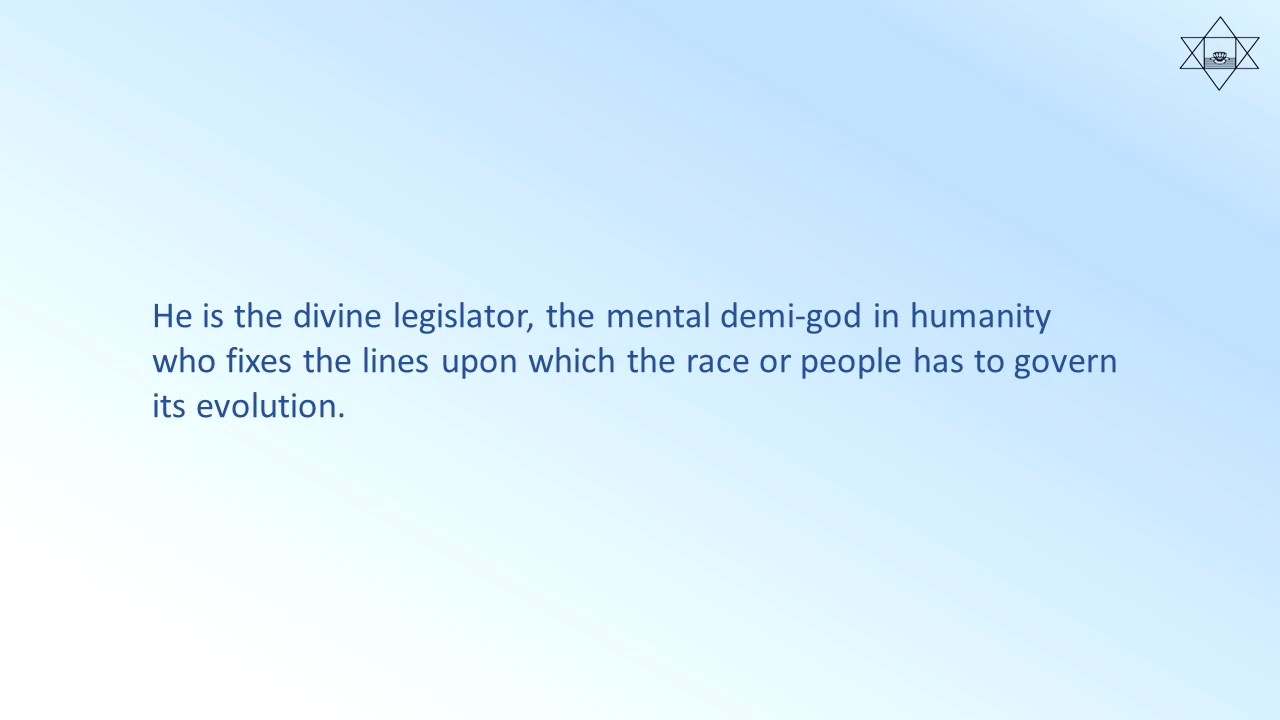 He is the divine legislator, the mental demi-god in humanity
who fixes the lines upon which the race or people has to govern
its evolution.